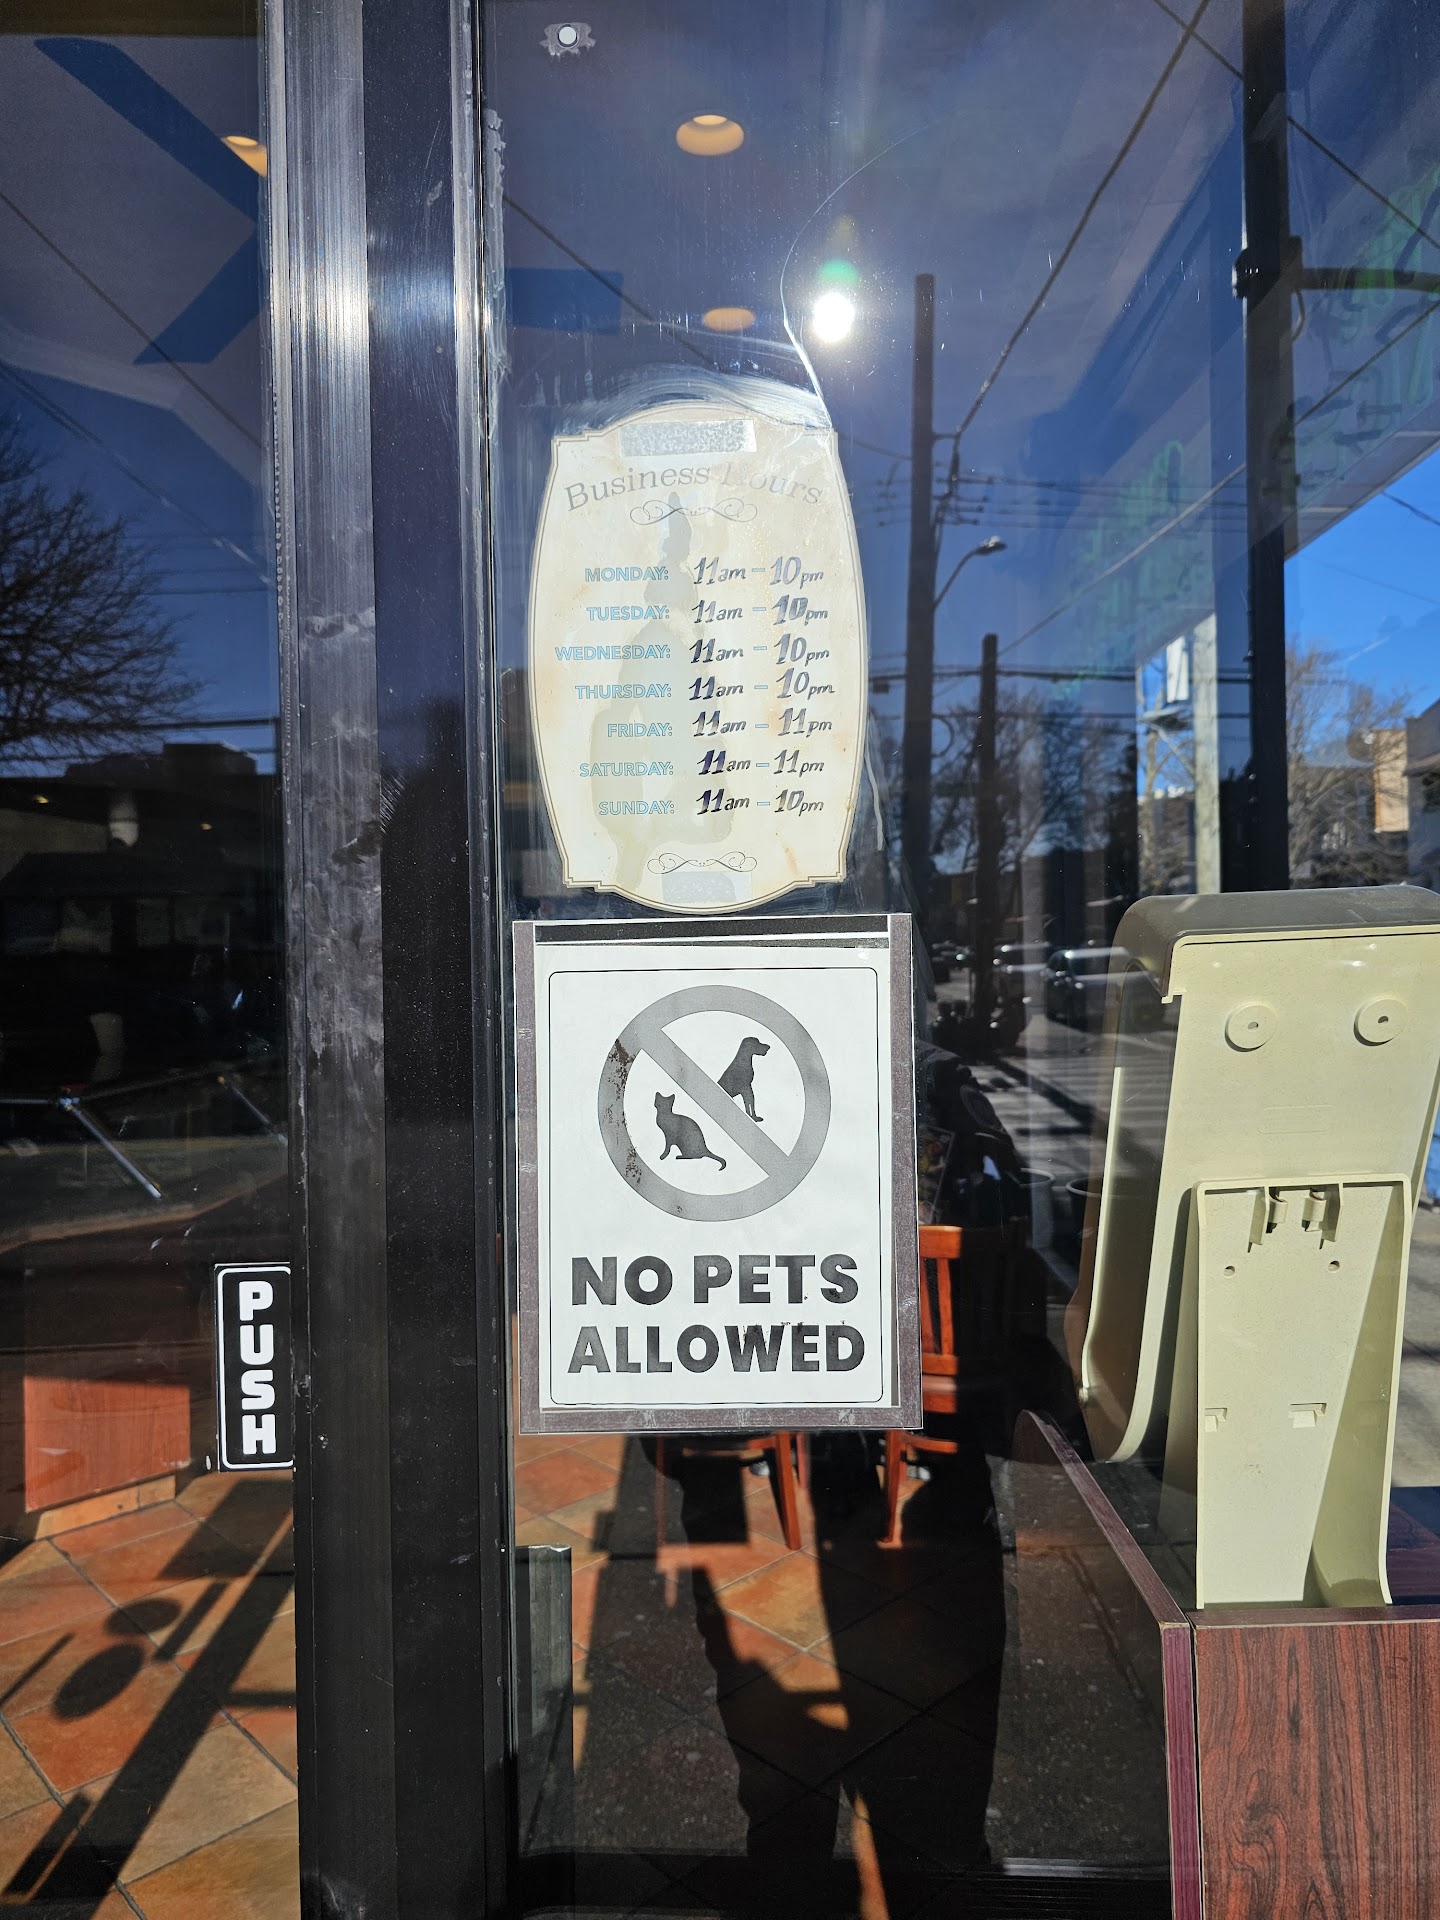 Business Hours
MONDAY: 11am – 10pm
TUESDAY: 11am – 10pm
WEDNESDAY: 11am – 10pm
THURSDAY: 11am – 10pm
FRIDAY: 11am – 11pm
SATURDAY: 11am – 11pm
SUNDAY: 11am – 10pm
NO PETS
ALLOWED
PUSH